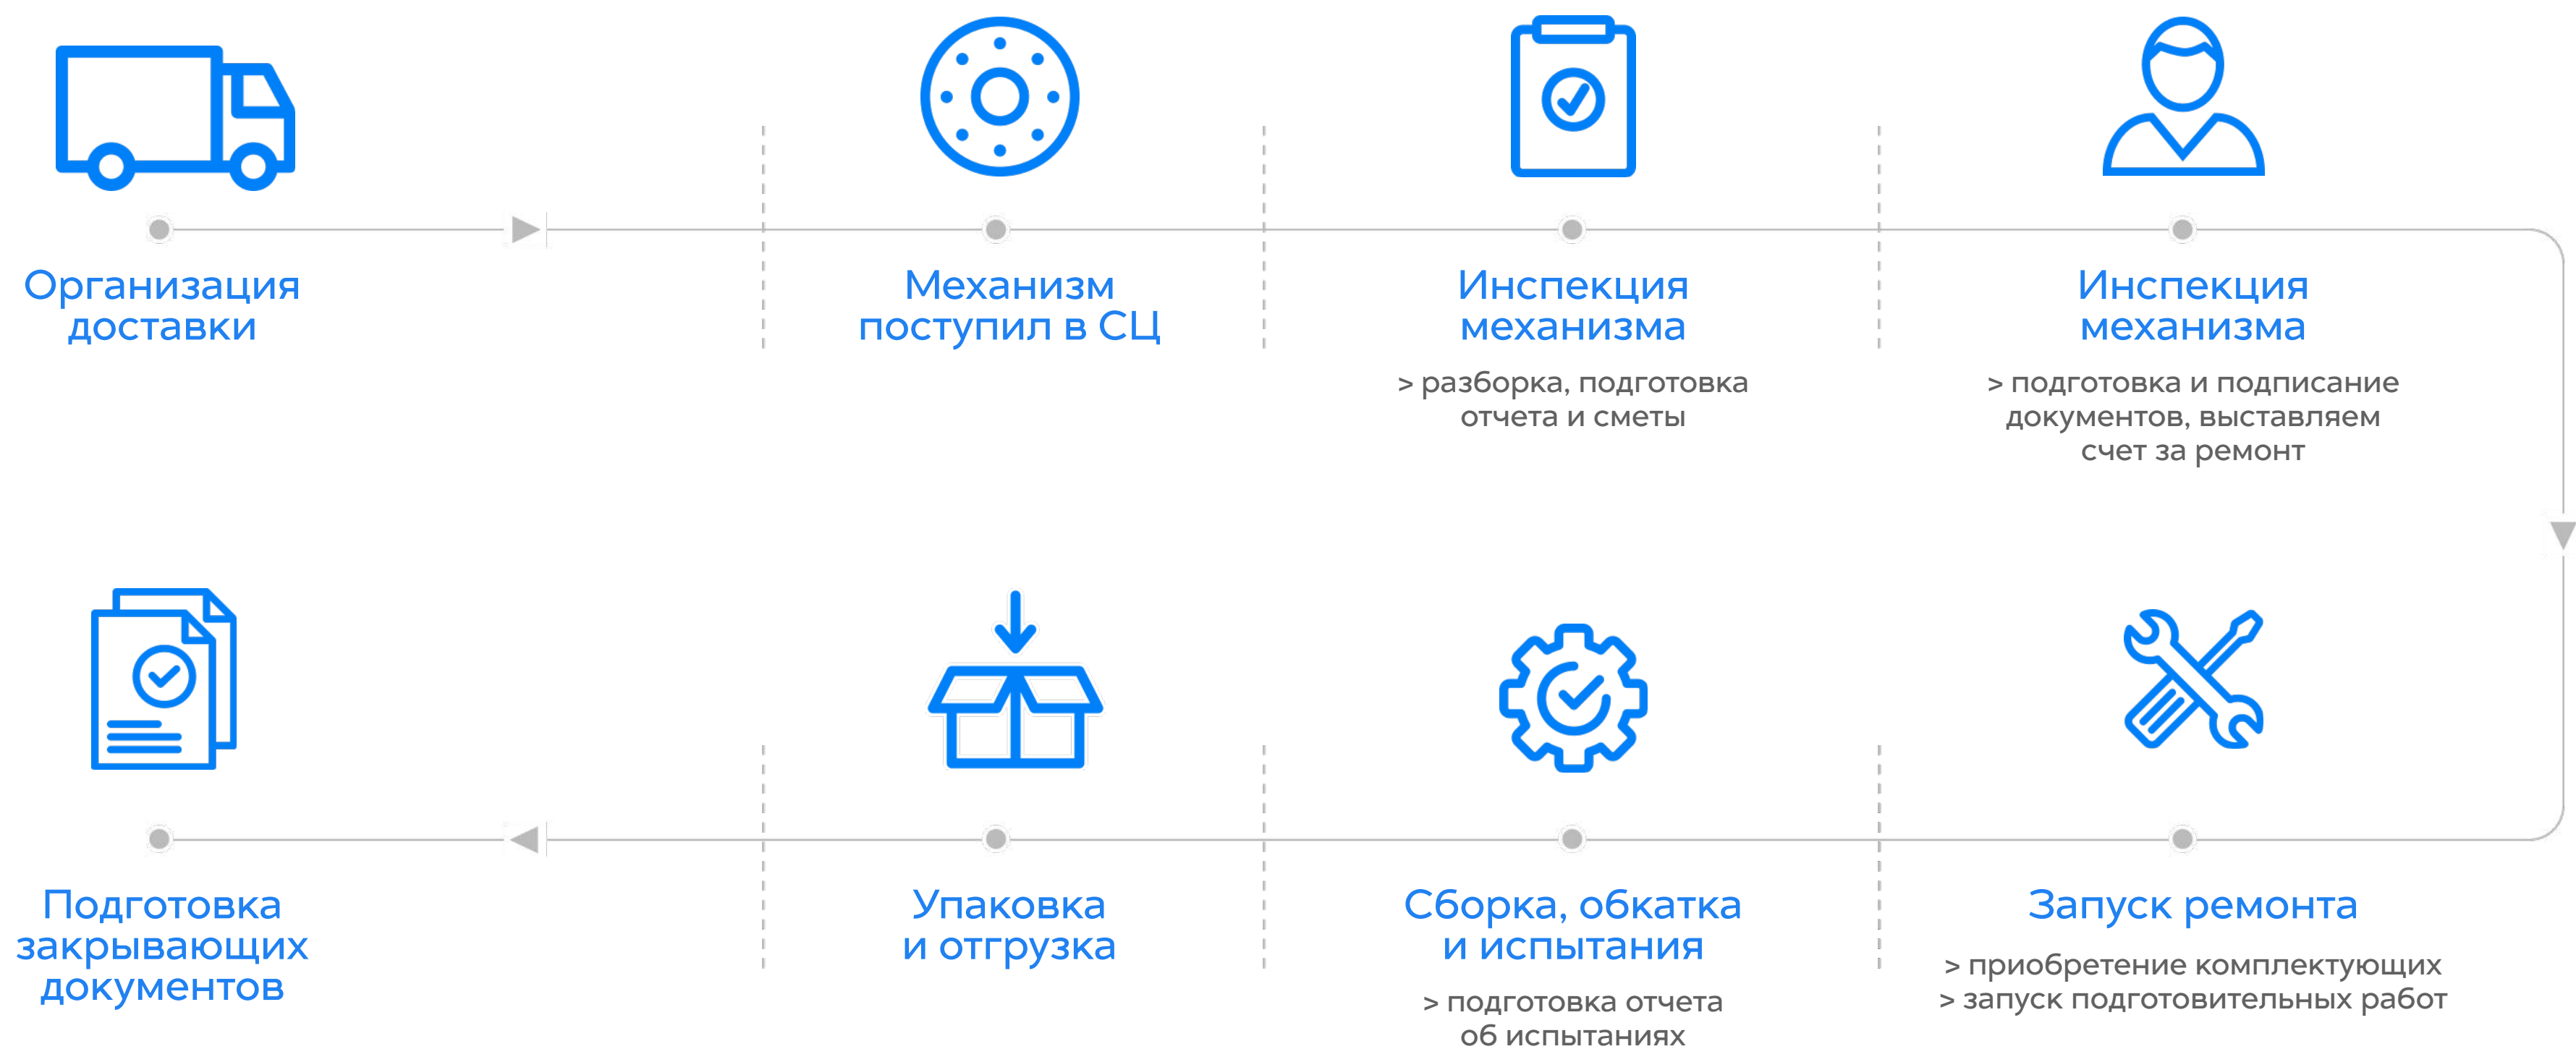 Организация
доставки
Механизм
поступил в СЦ
Инспекция
механизма
> разборка, подготовка
отчета и сметы
Инспекция
механизма
> подготовка и подписание
документов, выставляем
счет за ремонт
Подготовка
закрывающих
документов
Упаковка
и отгрузка
Сборка, обкатка
и испытания
> подготовка отчета
об испытаниях
Запуск ремонта
> приобретение комплектующих
> запуск подготовительных работ